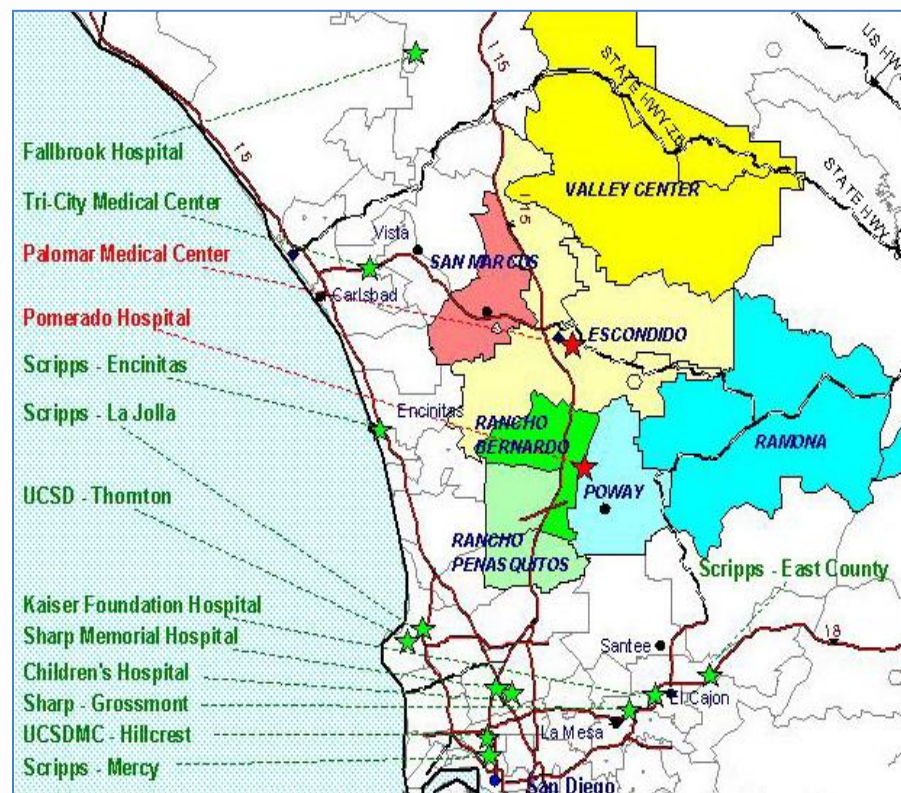 I 15
US HWY
STATE HWY 76
STATE HWY
I 5
Fallbrook Hospital
VALLEY CENTER
Tri-City Medical Center
I 15
Vista
Palomar Medical Center
SAN MARCOS
Carlsbad
Pomerado Hospital
ESCONDIDO
Scripps - Encinitas
Scripps - La Jolla
Encinitas
RANCHO
BERNARDO
RAMONA
UCSD - Thornton
POWAY
RANCHO
PENASQUITOS
Scripps - East County
Kaiser Foundation Hospital
Sharp Memorial Hospital
Santee
I 8
Children's Hospital
Sharp - Grossmont
El Cajon
UCSDMC - Hillcrest
La Mesa
Scripps - Mercy
San Diego